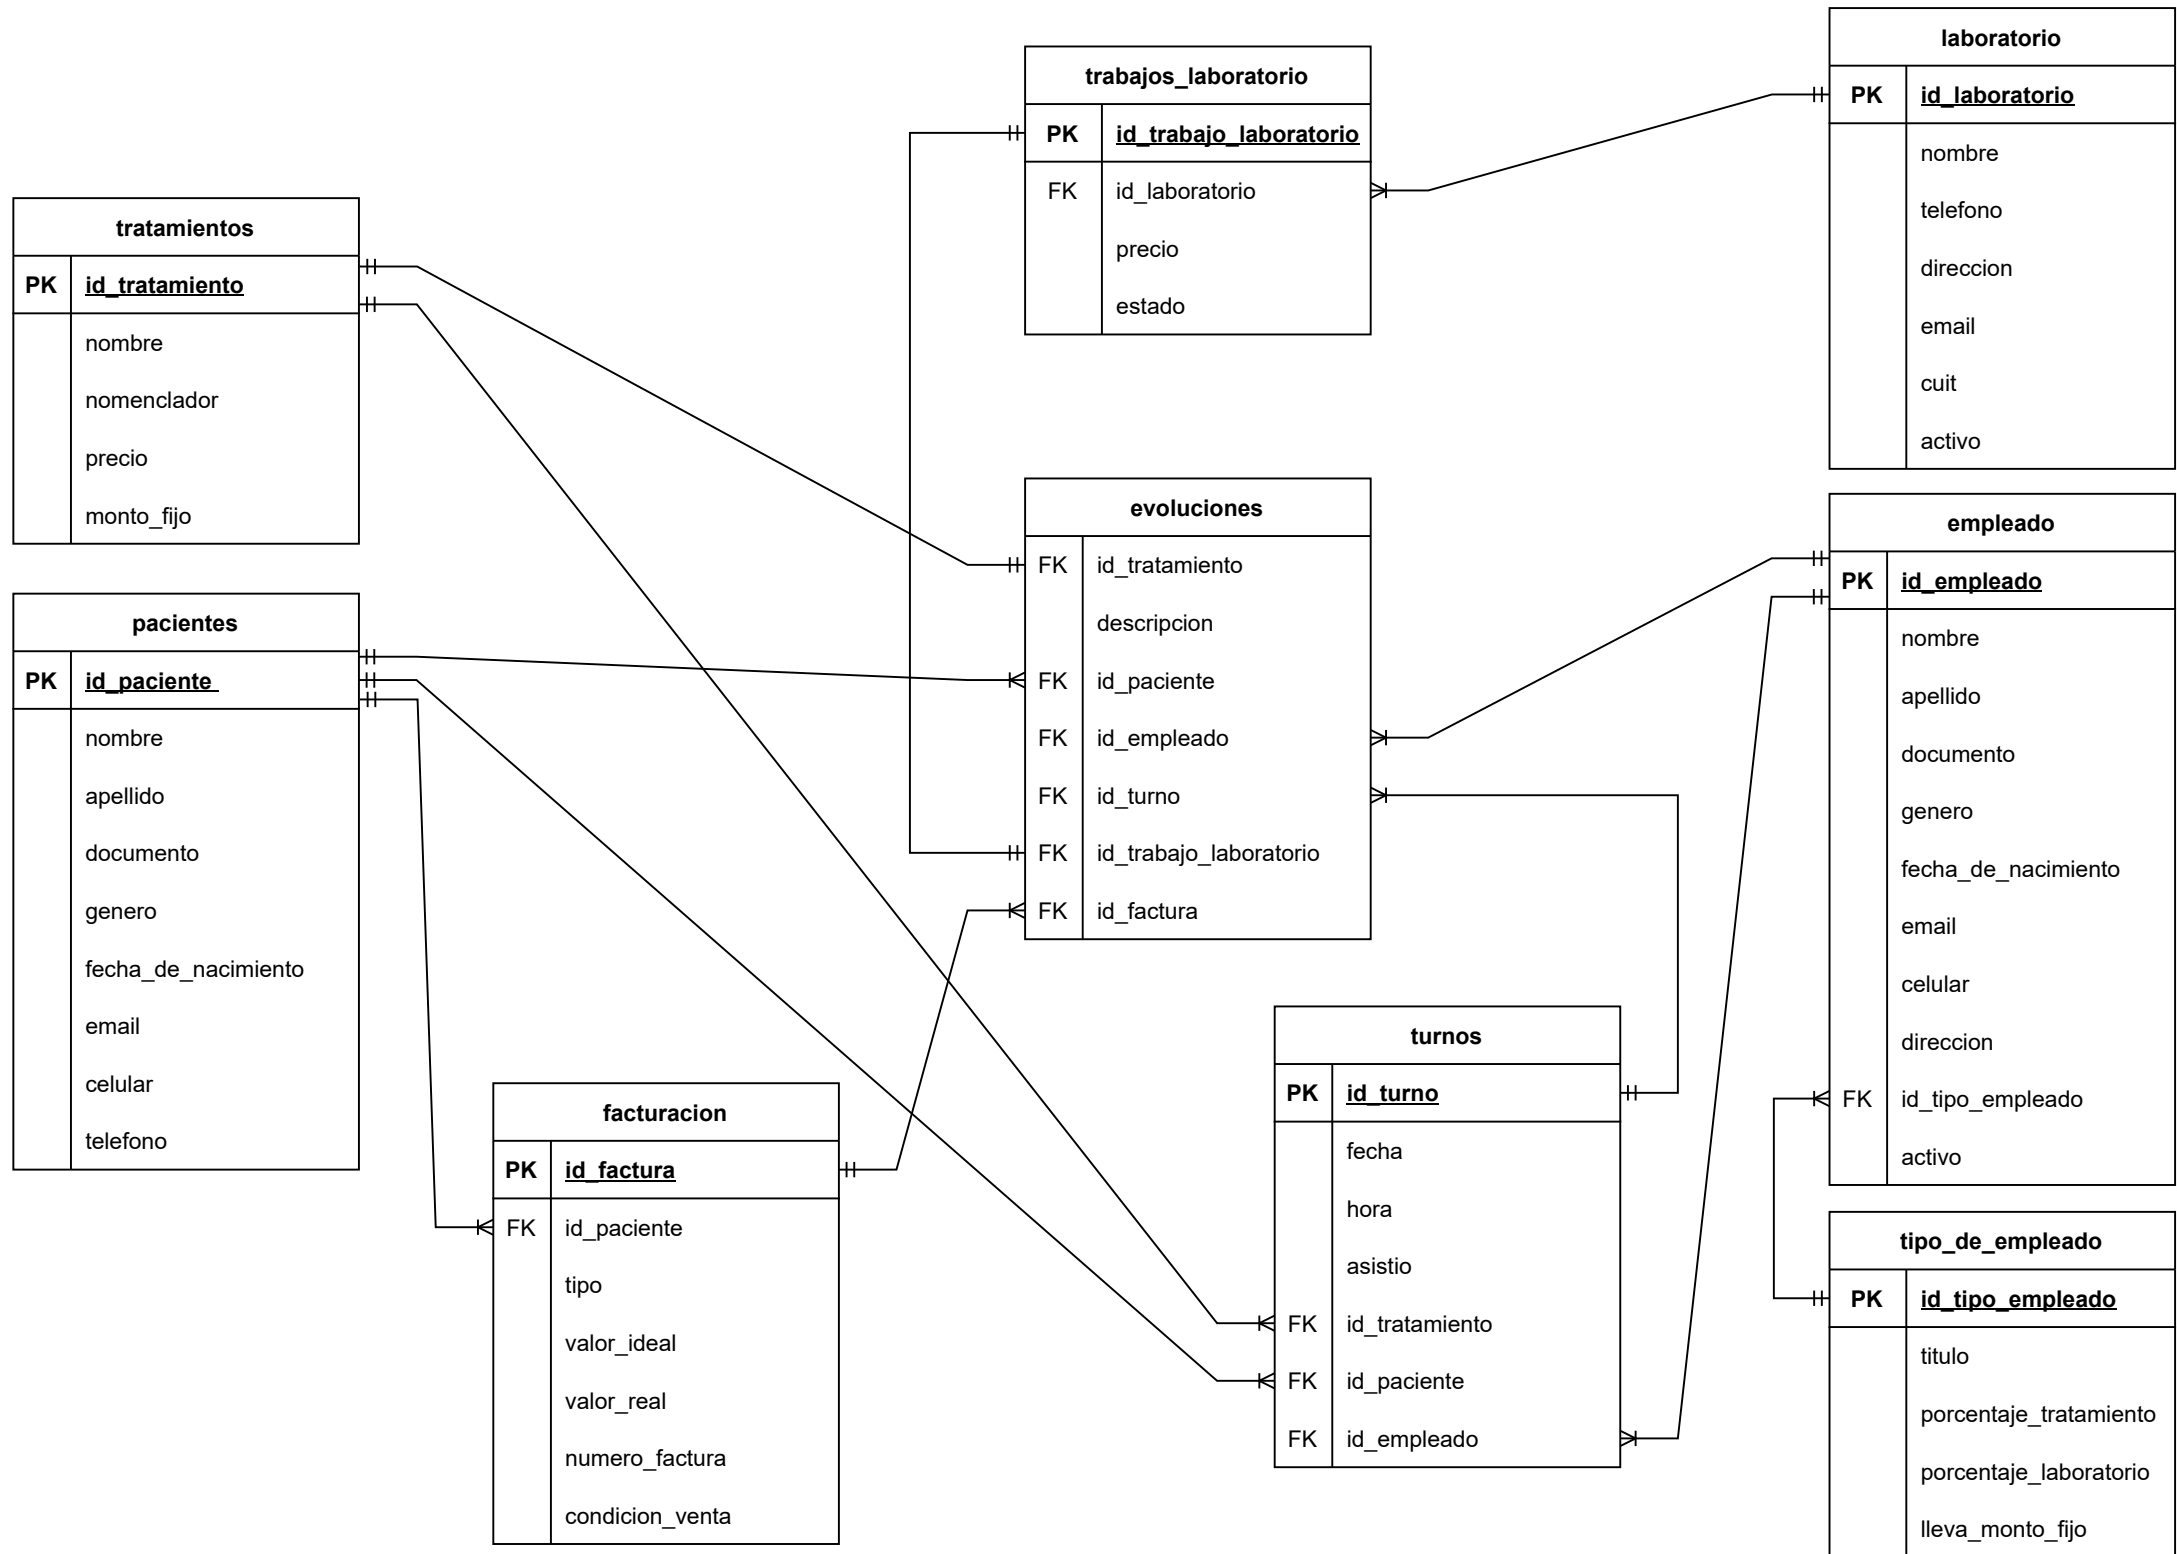 laboratorio
PK id_laboratorio
nombre
telefono
direccion
email
cuit
activo
trabajos_laboratorio
PK id_trabajo_laboratorio
FK id_laboratorio
precio
estado
tratamientos
PK id_tratamiento
nombre
nomenclador
precio
monto_fijo
evoluciones
FK id_tratamiento
descripcion
FK id_paciente
FK id_empleado
FK id_turno
FK id_trabajo_laboratorio
FK id_factura
empleado
PK id_empleado
nombre
apellido
documento
genero
fecha_de_nacimiento
email
celular
direccion
FK id_tipo_empleado
activo
pacientes
PK id_paciente
nombre
apellido
documento
genero
fecha_de_nacimiento
email
celular
telefono
facturacion
PK id_factura
FK id_paciente
tipo
valor_ideal
valor_real
numero_factura
condicion_venta
turnos
PK id_turno
fecha
hora
asistio
FK id_tratamiento
FK id_paciente
FK id_empleado
tipo_de_empleado
PK id_tipo_empleado
titulo
porcentaje_tratamiento
porcentaje_laboratorio
lleva_monto_fijo